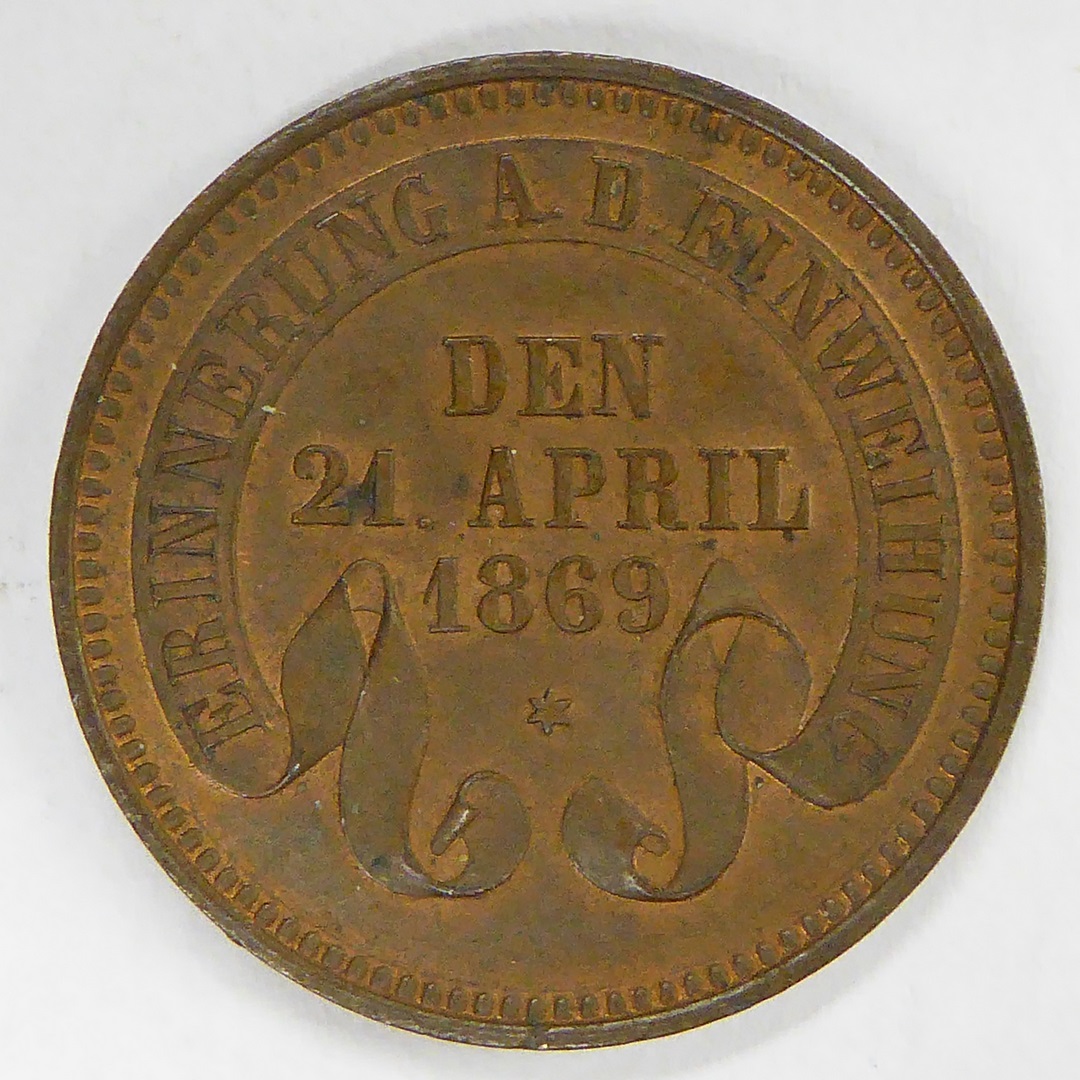 ERINNERUNG A. D. EINWEIHUNG
DEN
21. APRIL
1869